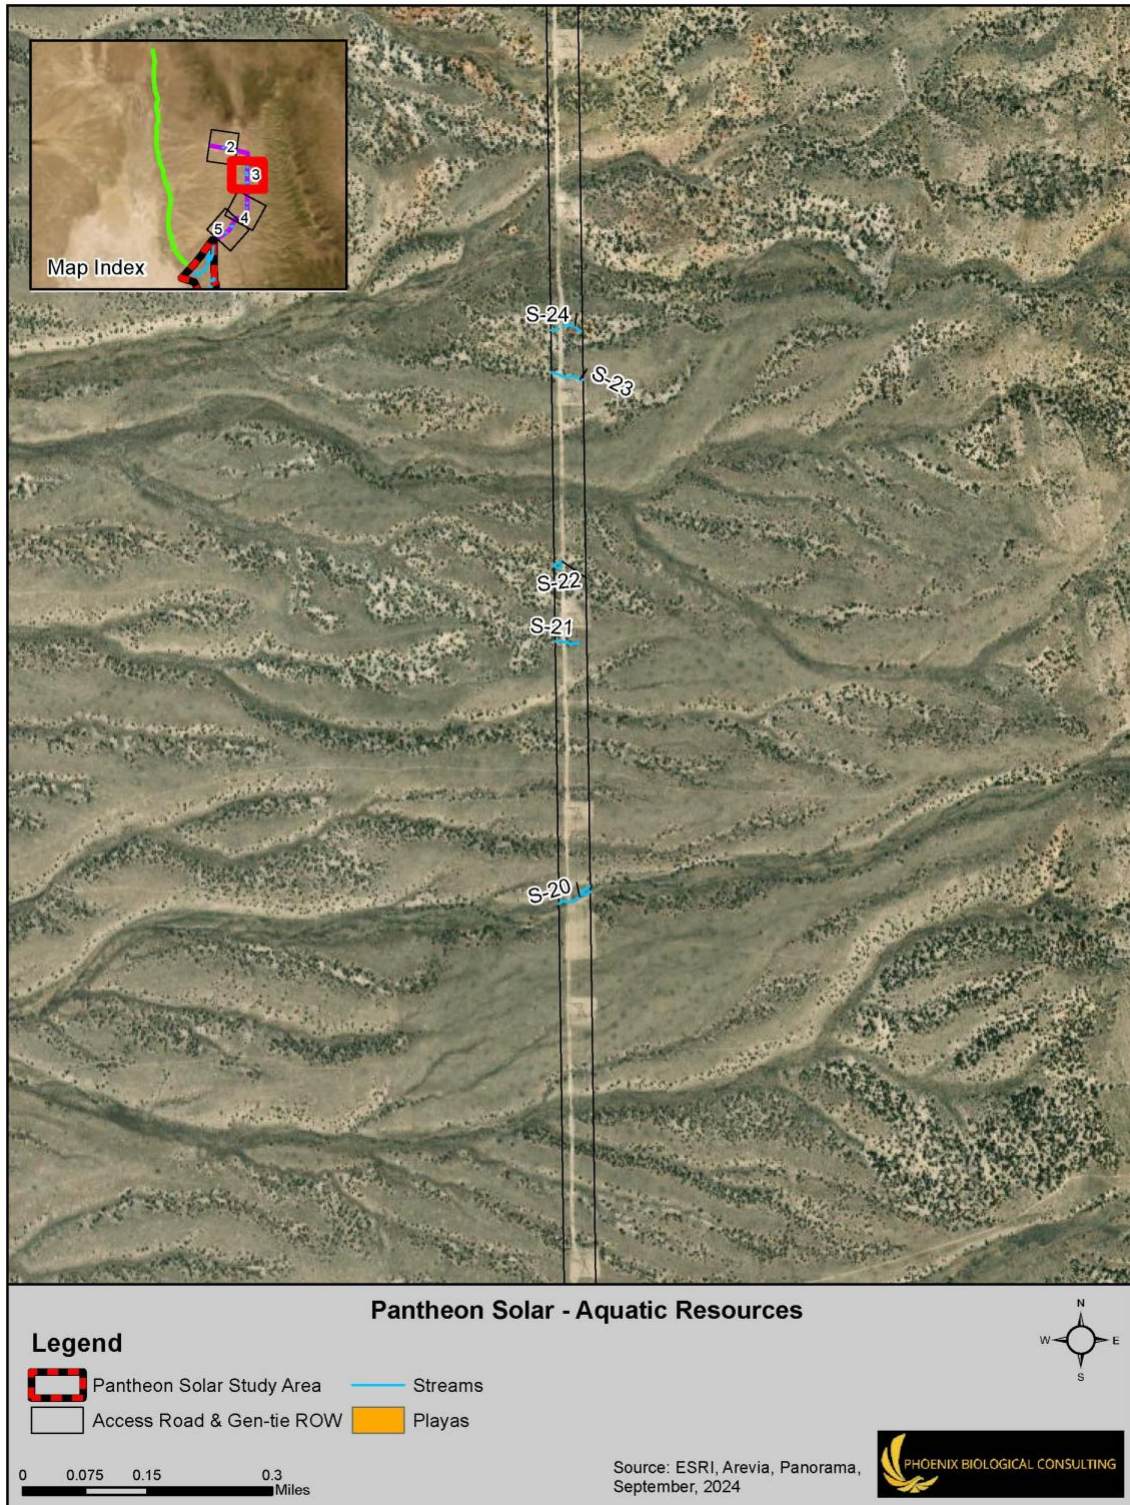 2
3
4
5
Map Index
S-24
S-23
S-22
S-21
S-20
Pantheon Solar - Aquatic Resources
Legend
Pantheon Solar Study Area
Streams
Access Road & Gen-tie ROW
Playas
N
W E
S
0 0.075 0.15 0.3
Miles
Source: ESRI, Arevia, Panorama,
September, 2024
PHOENIX BIOLOGICAL CONSULTING